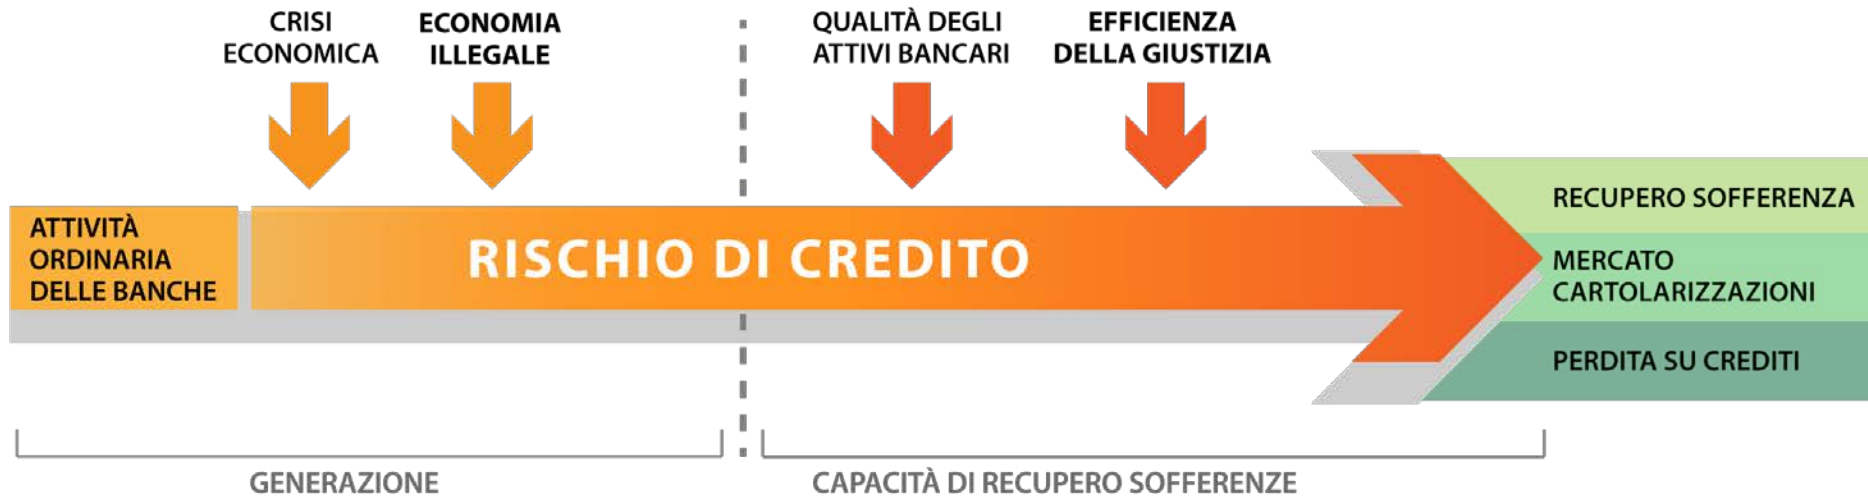 CRISI
ECONOMICA
ECONOMIA
ILLEGALE
QUALITÀ DEGLI
ATTIVI BANCARI
EFFICIENZA
DELLA GIUSTIZIA
ATTIVITÀ
ORDINARIA
DELLE BANCHE
RISCHIO DI CREDITO
RECUPERO SOFFERENZA
MERCATO
CARTOLARIZZAZIONI
PERDITA SU CREDITI
GENERAZIONE
CAPACITÀ DI RECUPERO SOFFERENZE